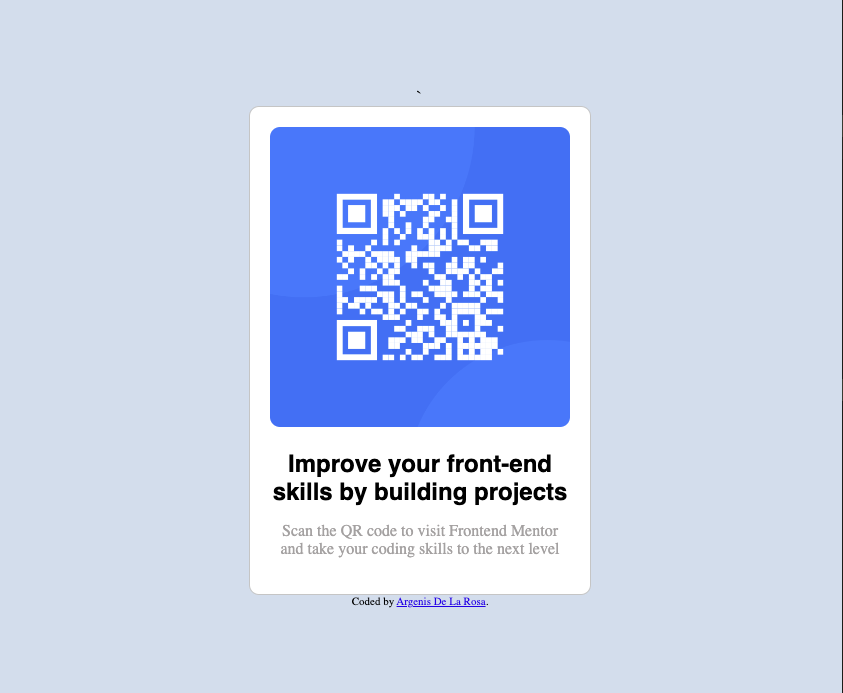 `
Improve your front-end
skills by building projects
Scan the QR code to visit Frontend Mentor
and take your coding skills to the next level
Coded by Argenis De La Rosa.